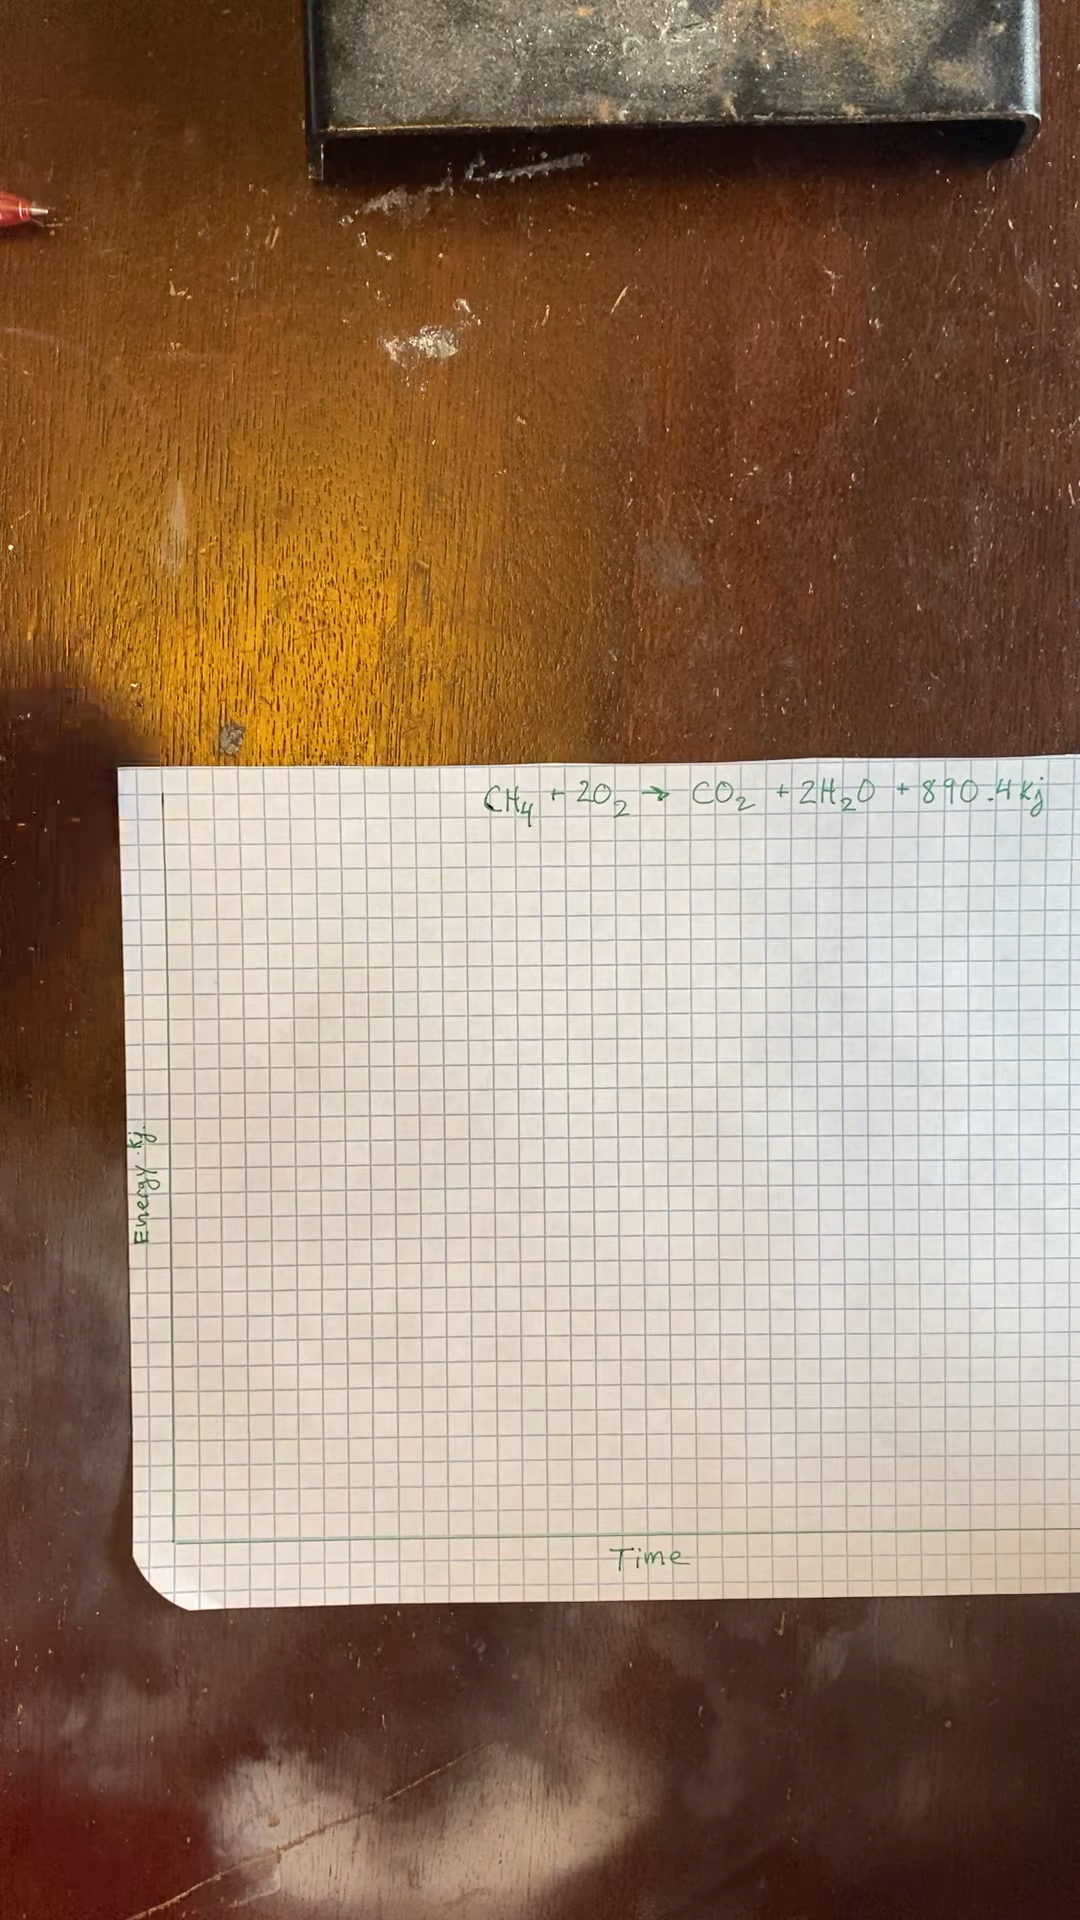 CH₄ + 2O₂ → CO₂ + 2H₂O + 890.4 kj
Energy kj.
Time